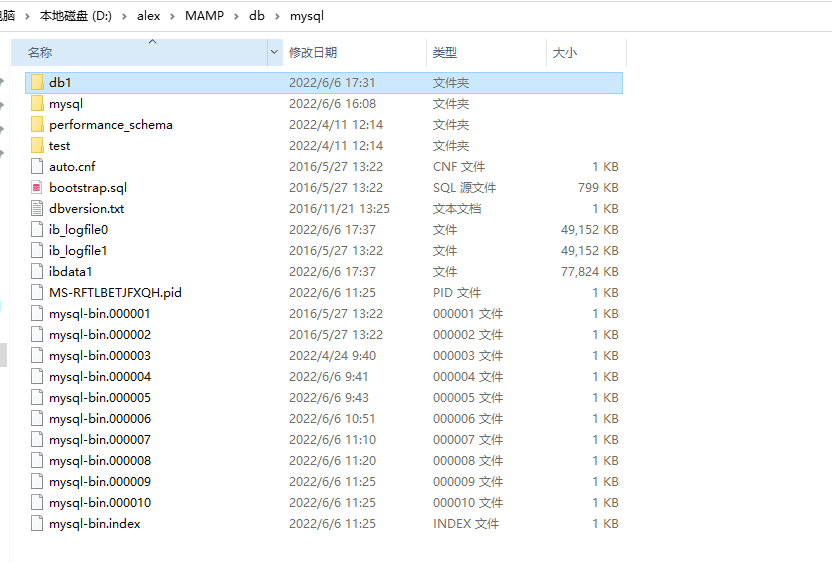 电脑 › 本地磁盘 (D:) › alex › MAMP › db › mysql
名称 修改日期 类型 大小
db1 2022/6/6 17:31 文件夹
mysql 2022/6/6 16:08 文件夹
performance_schema 2022/4/11 12:14 文件夹
test 2022/4/11 12:14 文件夹
auto.cnf 2016/5/27 13:22 CNF 文件 1 KB
bootstrap.sql 2016/5/27 13:22 SQL 源文件 799 KB
dbversion.txt 2016/11/21 13:25 文本文档 1 KB
ib_logfile0 2022/6/6 17:37 文件 49,152 KB
ib_logfile1 2016/5/27 13:22 文件 49,152 KB
ibdata1 2022/6/6 17:37 文件 77,824 KB
MS-RFTLBETJFXQH.pid 2022/6/6 11:25 PID 文件 1 KB
mysql-bin.000001 2016/5/27 13:22 000001 文件 1 KB
mysql-bin.000002 2016/5/27 13:22 000002 文件 1 KB
mysql-bin.000003 2022/4/24 9:40 000003 文件 1 KB
mysql-bin.000004 2022/6/6 9:41 000004 文件 1 KB
mysql-bin.000005 2022/6/6 9:43 000005 文件 1 KB
mysql-bin.000006 2022/6/6 10:51 000006 文件 1 KB
mysql-bin.000007 2022/6/6 11:10 000007 文件 1 KB
mysql-bin.000008 2022/6/6 11:20 000008 文件 1 KB
mysql-bin.000009 2022/6/6 11:25 000009 文件 1 KB
mysql-bin.000010 2022/6/6 11:25 000010 文件 1 KB
mysql-bin.index 2022/6/6 11:25 INDEX 文件 1 KB